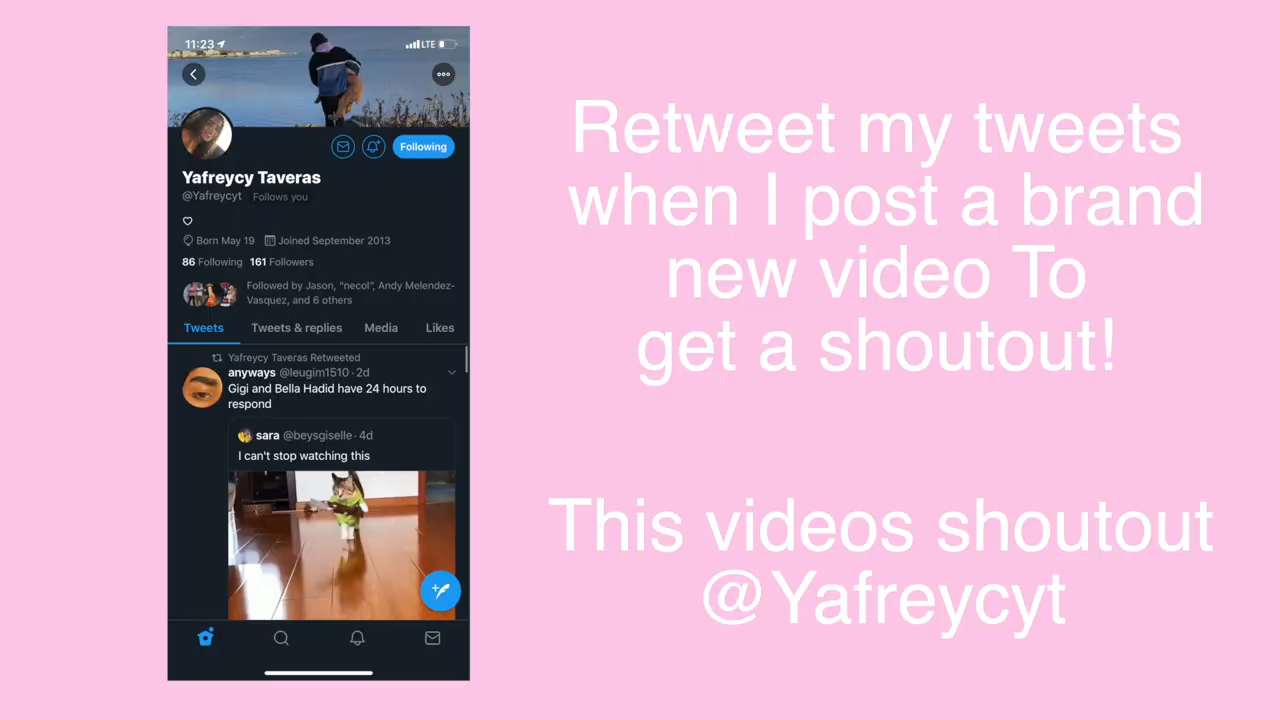 11:23
LTE
Following
Yafreycy Taveras
@Yafreycyt Follows you
Born May 19 Joined September 2013
86 Following 161 Followers
Followed by Jason, “necol”, Andy Melendez-
Vasquez, and 6 others
Tweets Tweets & replies Media Likes
Yafreycy Taveras Retweeted
anyways @leugim1510 · 2d
Gigi and Bella Hadid have 24 hours to
respond
sara @beysgiselle · 4d
I can't stop watching this
Retweet my tweets
when I post a brand
new video To
get a shoutout!
This videos shoutout
@Yafreycyt